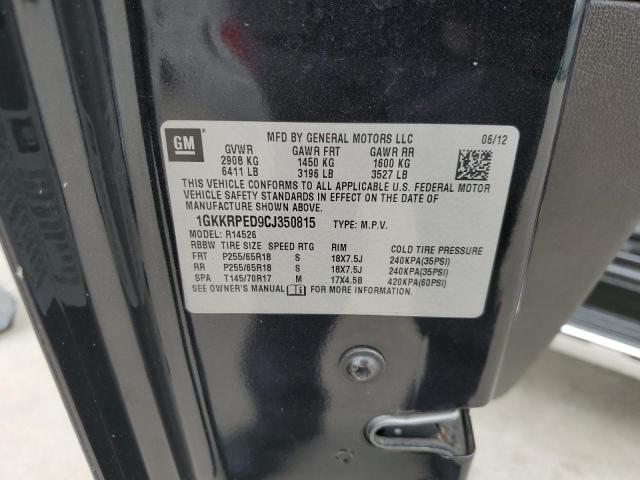 GM
MFD BY GENERAL MOTORS LLC 06/12
GVWR GAWR FRT GAWR RR
2908 KG 1450 KG 1600 KG
6411 LB 3196 LB 3527 LB
THIS VEHICLE CONFORMS TO ALL APPLICABLE U.S. FEDERAL MOTOR
VEHICLE SAFETY STANDARDS IN EFFECT ON THE DATE OF
MANUFACTURE SHOWN ABOVE.
1GKKRPED9CJ350815 TYPE: M.P.V.
MODEL: R14526
RBBW TIRE SIZE SPEED RTG RIM COLD TIRE PRESSURE
FRT P255/65R18 S 18X7.5J 240KPA(35PSI)
RR P255/65R18 S 18X7.5J 240KPA(35PSI)
SPA T145/70R17 M 17X4.5B 420KPA(60PSI)
SEE OWNER'S MANUAL FOR MORE INFORMATION